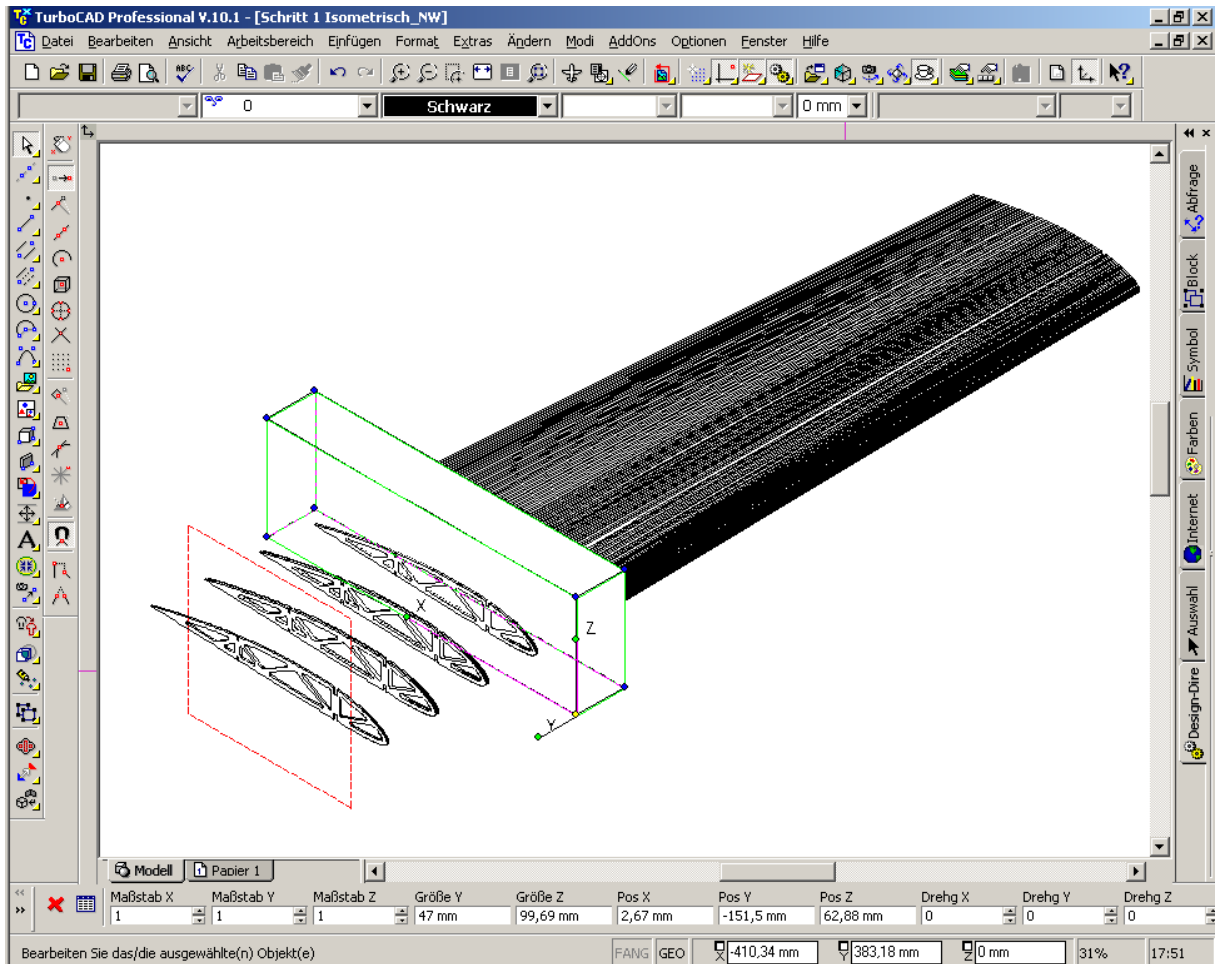 TurboCAD Professional V.10.1 - [Schritt 1 Isometrisch_NW]
Datei Bearbeiten Ansicht Arbeitsbereich Einfügen Format Extras Ändern Modi AddOns Optionen Fenster Hilfe
0 Schwarz 0 mm
Abfrage
Block
Symbol
Farben
Internet
Auswahl
Design-Dire
X
Z
Y
Modell Papier 1
Maßstab X Maßstab Y Maßstab Z Größe Y Größe Z Pos X Pos Y Pos Z Drehg X Drehg Y Drehg Z
1 1 1 47 mm 99,69 mm 2,67 mm -151,5 mm 62,88 mm 0 0 0
Bearbeiten Sie das/die ausgewählte(n) Objekt(e) FANG GEO X -410,34 mm Y 383,18 mm Z 0 mm 31% 17:51